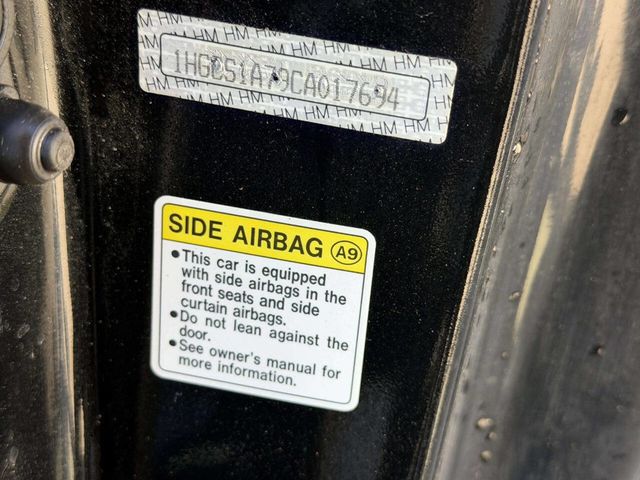 1HGCS1A79CA017694
SIDE AIRBAG A9
•This car is equipped
with side airbags in the
front seats and side
curtain airbags.
•Do not lean against the
door.
•See owner's manual for
more information.